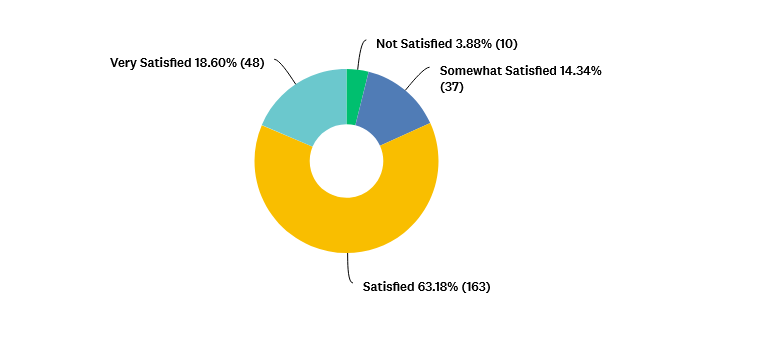 Not Satisfied 3.88% (10)
Very Satisfied 18.60% (48)
Somewhat Satisfied 14.34%
(37)
Satisfied 63.18% (163)